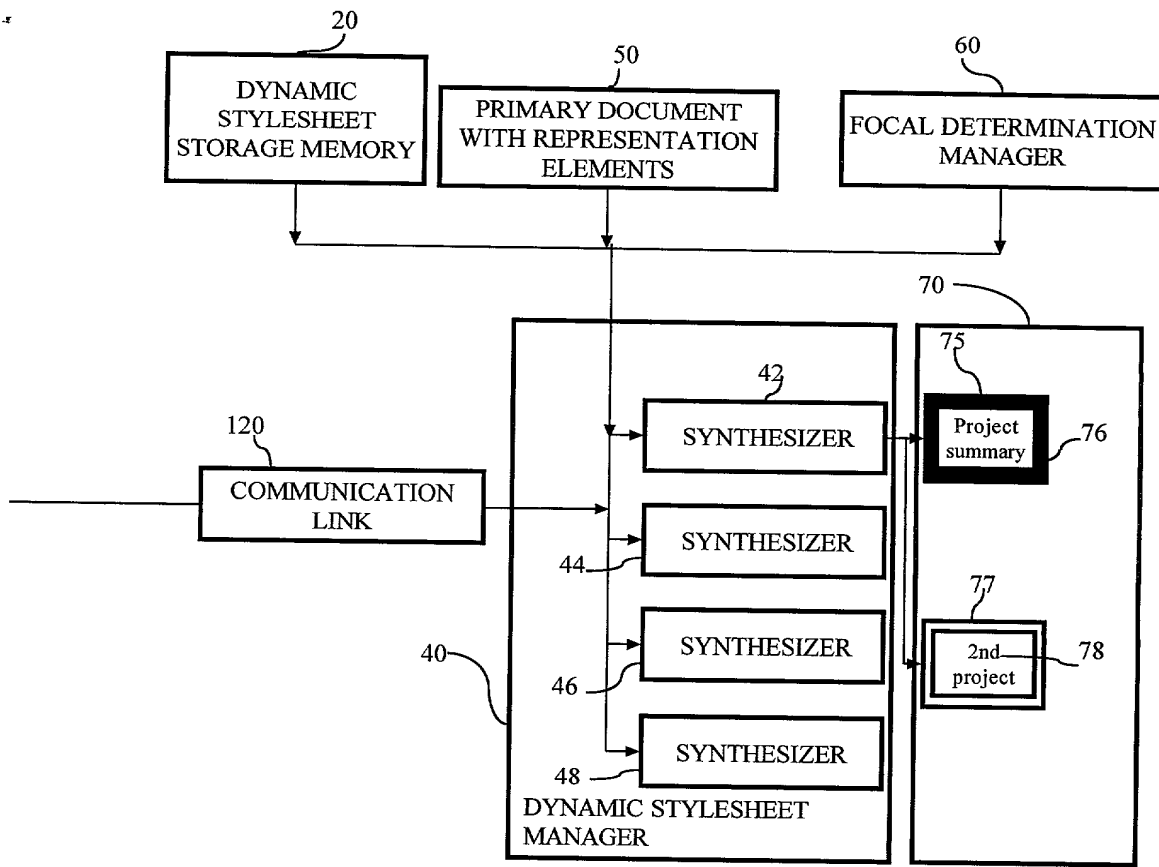 20
50
60
DYNAMIC
STYLESHEET
STORAGE MEMORY
PRIMARY DOCUMENT
WITH REPRESENTATION
ELEMENTS
FOCAL DETERMINATION
MANAGER
70
75
42
SYNTHESIZER
Project
summary
76
120
COMMUNICATION
LINK
SYNTHESIZER
44
77
SYNTHESIZER
2nd
project
78
40
46
SYNTHESIZER
48
DYNAMIC STYLESHEET
MANAGER